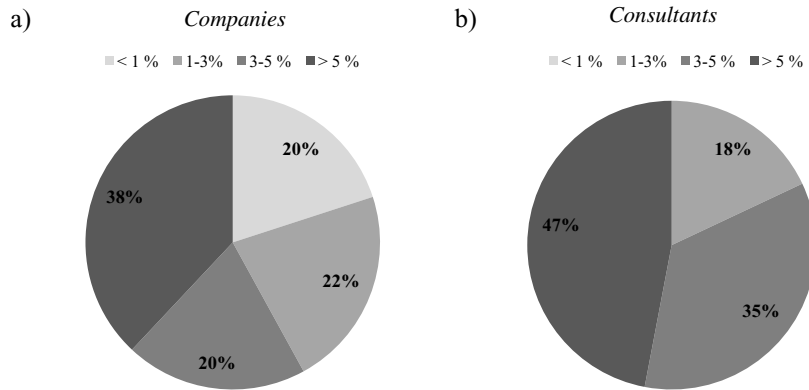 a)
Companies
< 1 % 1-3% 3-5 % > 5 %
20%
38%
22%
20%
b)
Consultants
< 1 % 1-3% 3-5 % > 5 %
18%
47%
35%